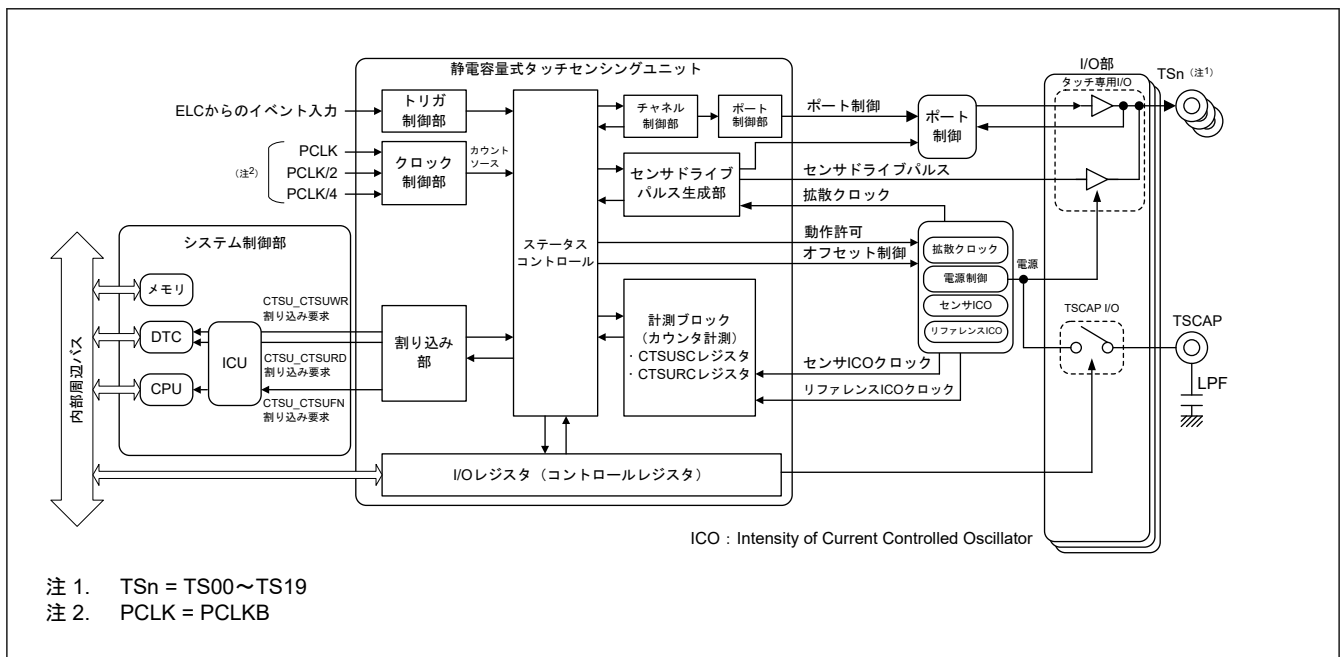 静電容量式タッチセンシングユニット
I/O部
タッチ専用I/O
TSn (注1)
ELCからのイベント入力
トリガ
制御部
チャネル
制御部
ポート
制御部
ポート制御
ポート
制御
PCLK
PCLK/2
PCLK/4
(注2)
クロック
制御部
カウント
ソース
センサドライブ
パルス生成部
センサドライブパルス
拡散クロック
システム制御部
ステータス
コントロール
動作許可
オフセット制御
拡散クロック
電源制御
センサICO
リファレンスICO
電源
メモリ
DTC
CPU
ICU
CTSU_CTSUWR
割り込み要求
CTSU_CTSURD
割り込み要求
CTSU_CTSUFN
割り込み要求
割り込み
部
計測ブロック
(カウンタ計測)
・CTSUSCレジスタ
・CTSURCレジスタ
センサICOクロック
リファレンスICOクロック
TSCAP I/O
TSCAP
LPF
内部周辺バス
I/Oレジスタ(コントロールレジスタ)
ICO:Intensity of Current Controlled Oscillator
注 1. TSn = TS00~TS19
注 2. PCLK = PCLKB